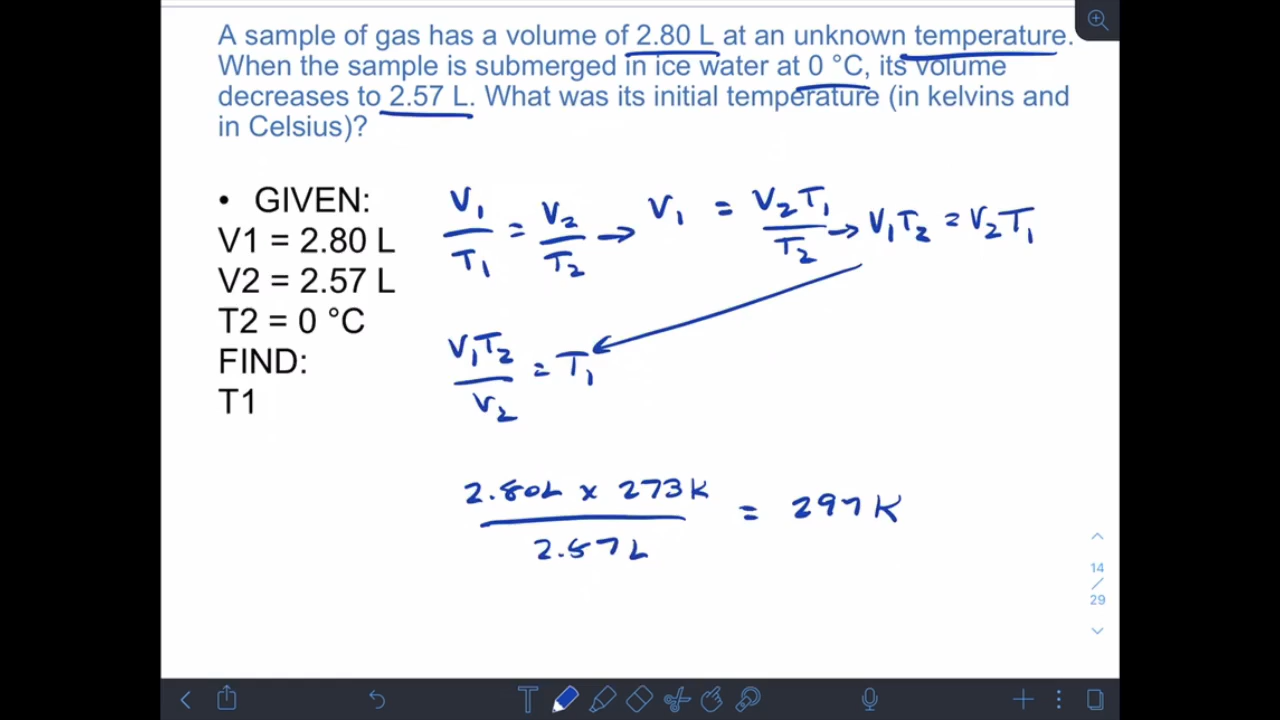 A sample of gas has a volume of 2.80 L at an unknown temperature.
When the sample is submerged in ice water at 0 °C, its volume
decreases to 2.57 L. What was its initial temperature (in kelvins and
in Celsius)?
• GIVEN:
V1 = 2.80 L
V2 = 2.57 L
T2 = 0 °C
FIND:
T1
V₁/T₁ = V₂/T₂ → V₁ = V₂T₁/T₂ → V₁T₂ = V₂T₁
V₁T₂/V₂ = T₁
2.80L x 273K / 2.57L = 297K
14
/
29
T